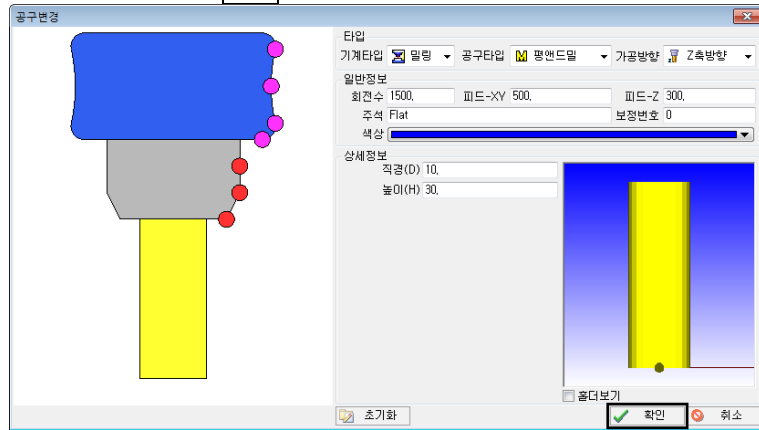 공구변경
타입
기계타입 밀링 공구타입 평앤드밀 가공방향 Z축방향
일반정보
회전수 1500, 피드-XY 500, 피드-Z 300,
주석 Flat 보정번호 0
색상
상세정보
직경(D) 10,
높이(H) 30,
홀더보기
초기화 확인 취소